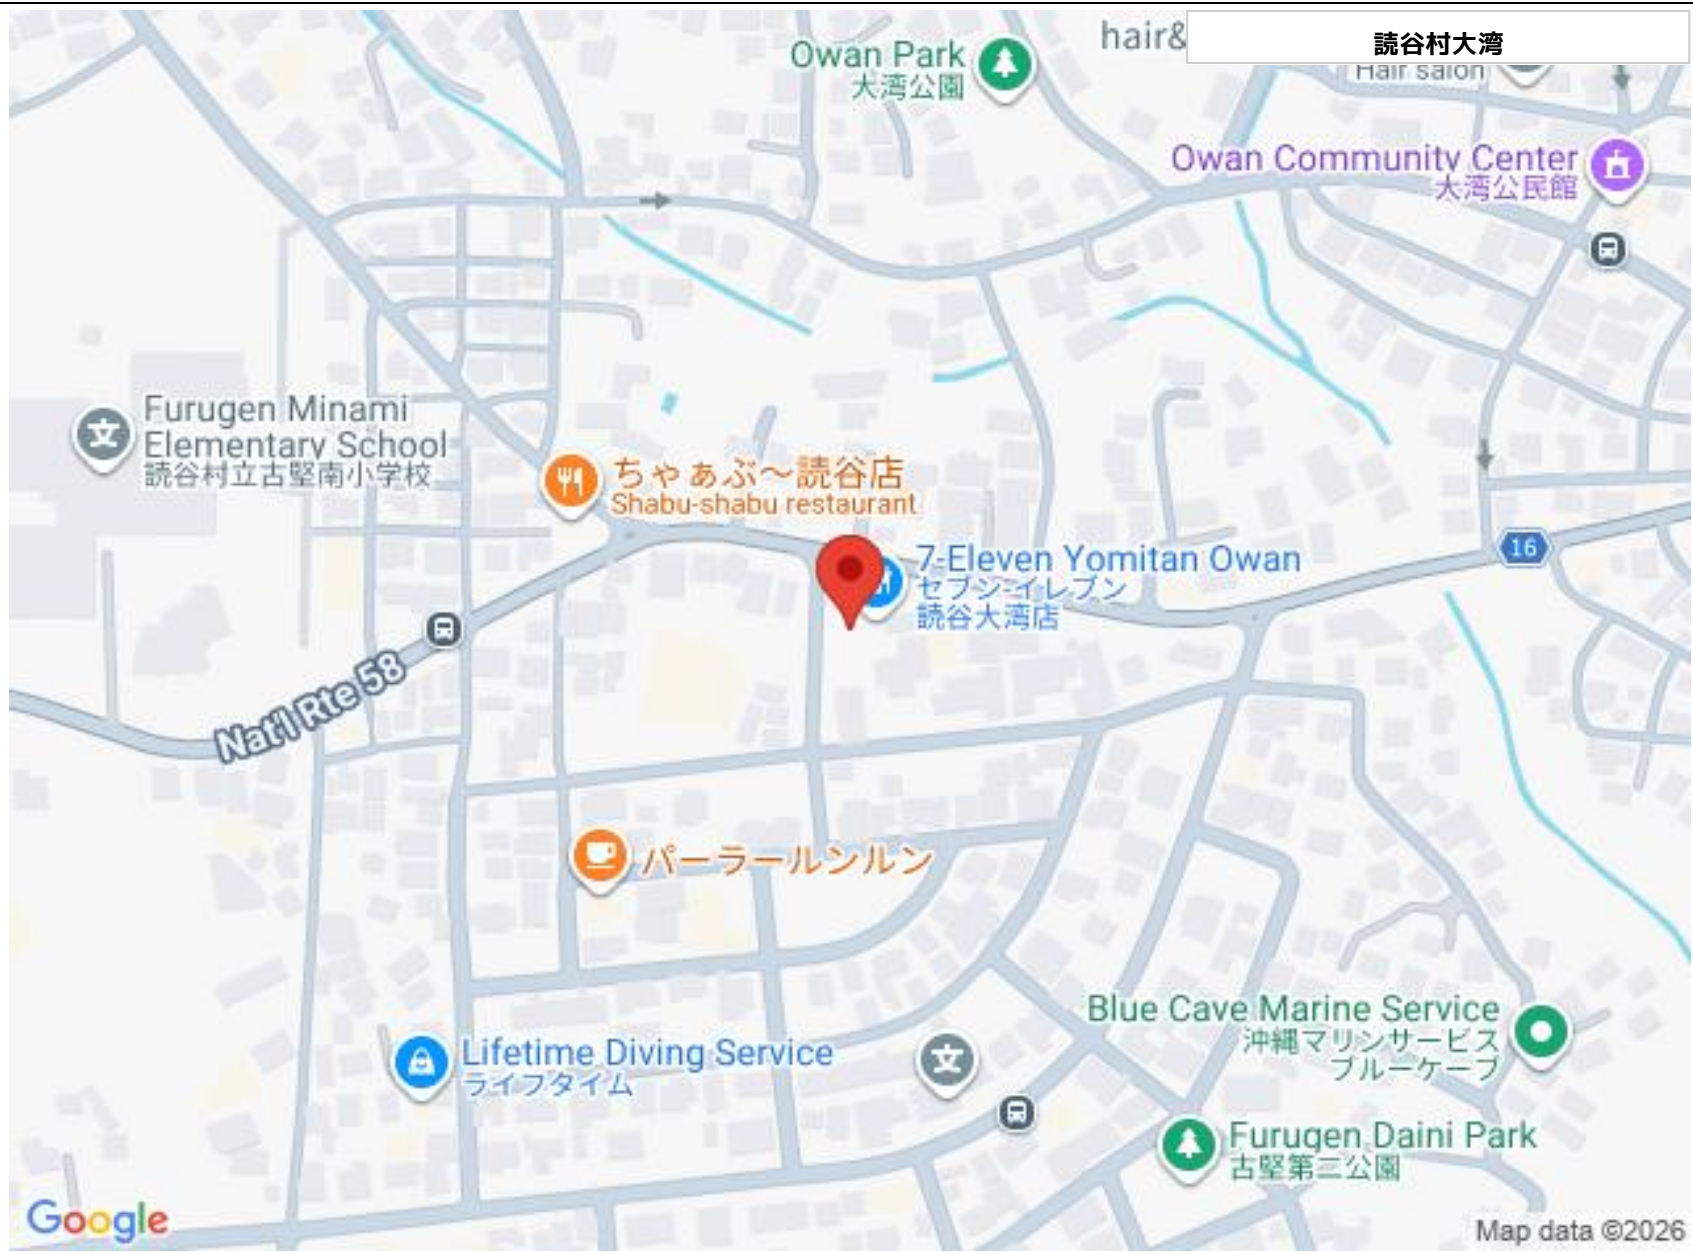 Owan Park
大湾公園
hair&
読谷村大湾
Hair salon
Owan Community Center
大湾公民館
Furugen Minami
Elementary School
読谷村立古堅南小学校
ちゃぁぶ〜読谷店
Shabu-shabu restaurant
7-Eleven Yomitan Owan
セブン-イレブン
読谷大湾店
16
Nat'l Rte 58
パーラールンルン
Blue Cave Marine Service
沖縄マリンサービス
ブルーケーブ
Lifetime Diving Service
ライフタイム
文
文
Furugen Daini Park
古堅第二公園
Google
Map data ©2026